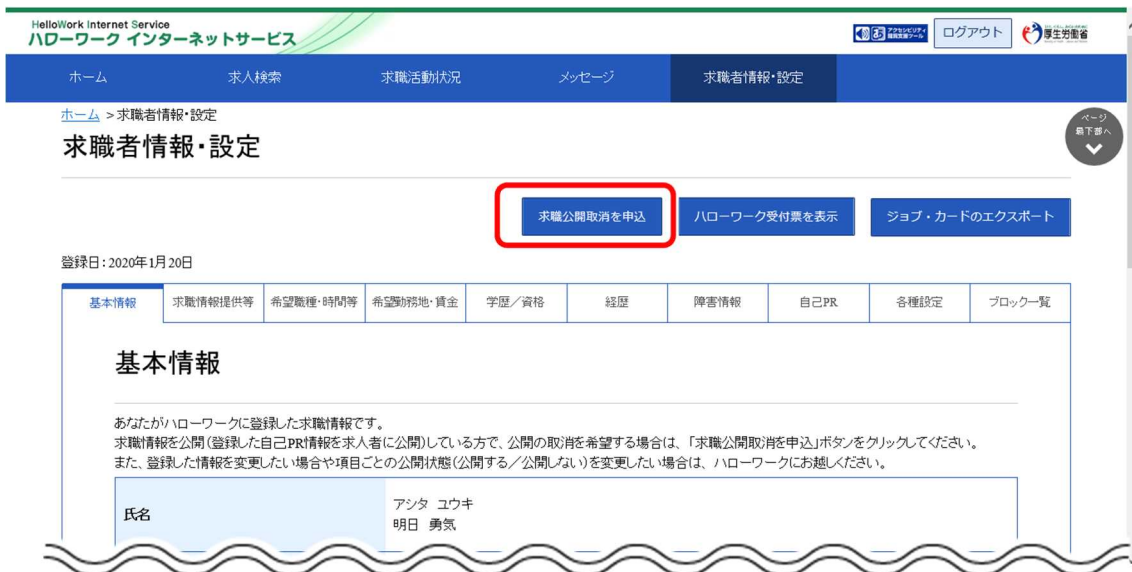 HelloWork Internet Service
ハローワーク インターネットサービス
アクセシビリティ
閲覧支援ツール
ログアウト
厚生労働省
ホーム
求人検索
求職活動状況
メッセージ
求職者情報・設定
ホーム > 求職者情報・設定
ページ
最下部へ
求職者情報・設定
求職公開取消を申込
ハローワーク受付票を表示
ジョブ・カードのエクスポート
登録日：2020年1月20日
基本情報
求職情報提供等
希望職種・時間等
希望勤務地・賃金
学歴／資格
経歴
障害情報
自己PR
各種設定
ブロック一覧
基本情報
あなたがハローワークに登録した求職情報です。
求職情報を公開(登録した自己PR情報を求人者に公開)している方で、公開の取消を希望する場合は、「求職公開取消を申込」ボタンをクリックしてください。
また、登録した情報を変更したい場合や項目ごとの公開状態(公開する／公開しない)を変更したい場合は、ハローワークにお越しください。
氏名
アシタ ユウキ
明日 勇気